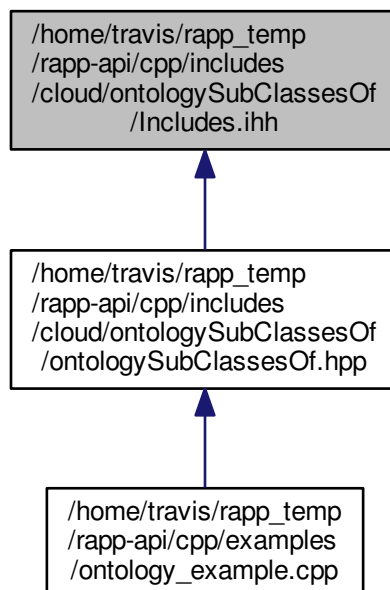 /home/travis/rapp_temp
/rapp-api/cpp/includes
/cloud/ontologySubClassesOf
/Includes.ihh
/home/travis/rapp_temp
/rapp-api/cpp/includes
/cloud/ontologySubClassesOf
/ontologySubClassesOf.hpp
/home/travis/rapp_temp
/rapp-api/cpp/examples
/ontology_example.cpp